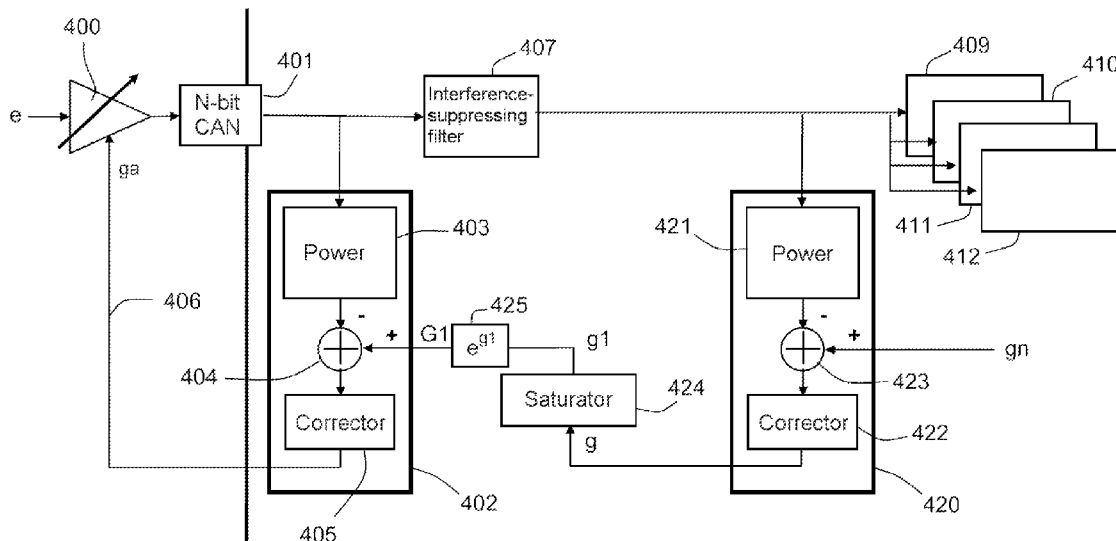 400
407
409
410
401
e
N-bit
CAN
Interference-
suppressing
filter
ga
411
412
403
421
Power
Power
406
425
-
+
G1
e^g1
g1
-
+
gn
404
423
Saturator
424
Corrector
Corrector
422
g
402
420
405